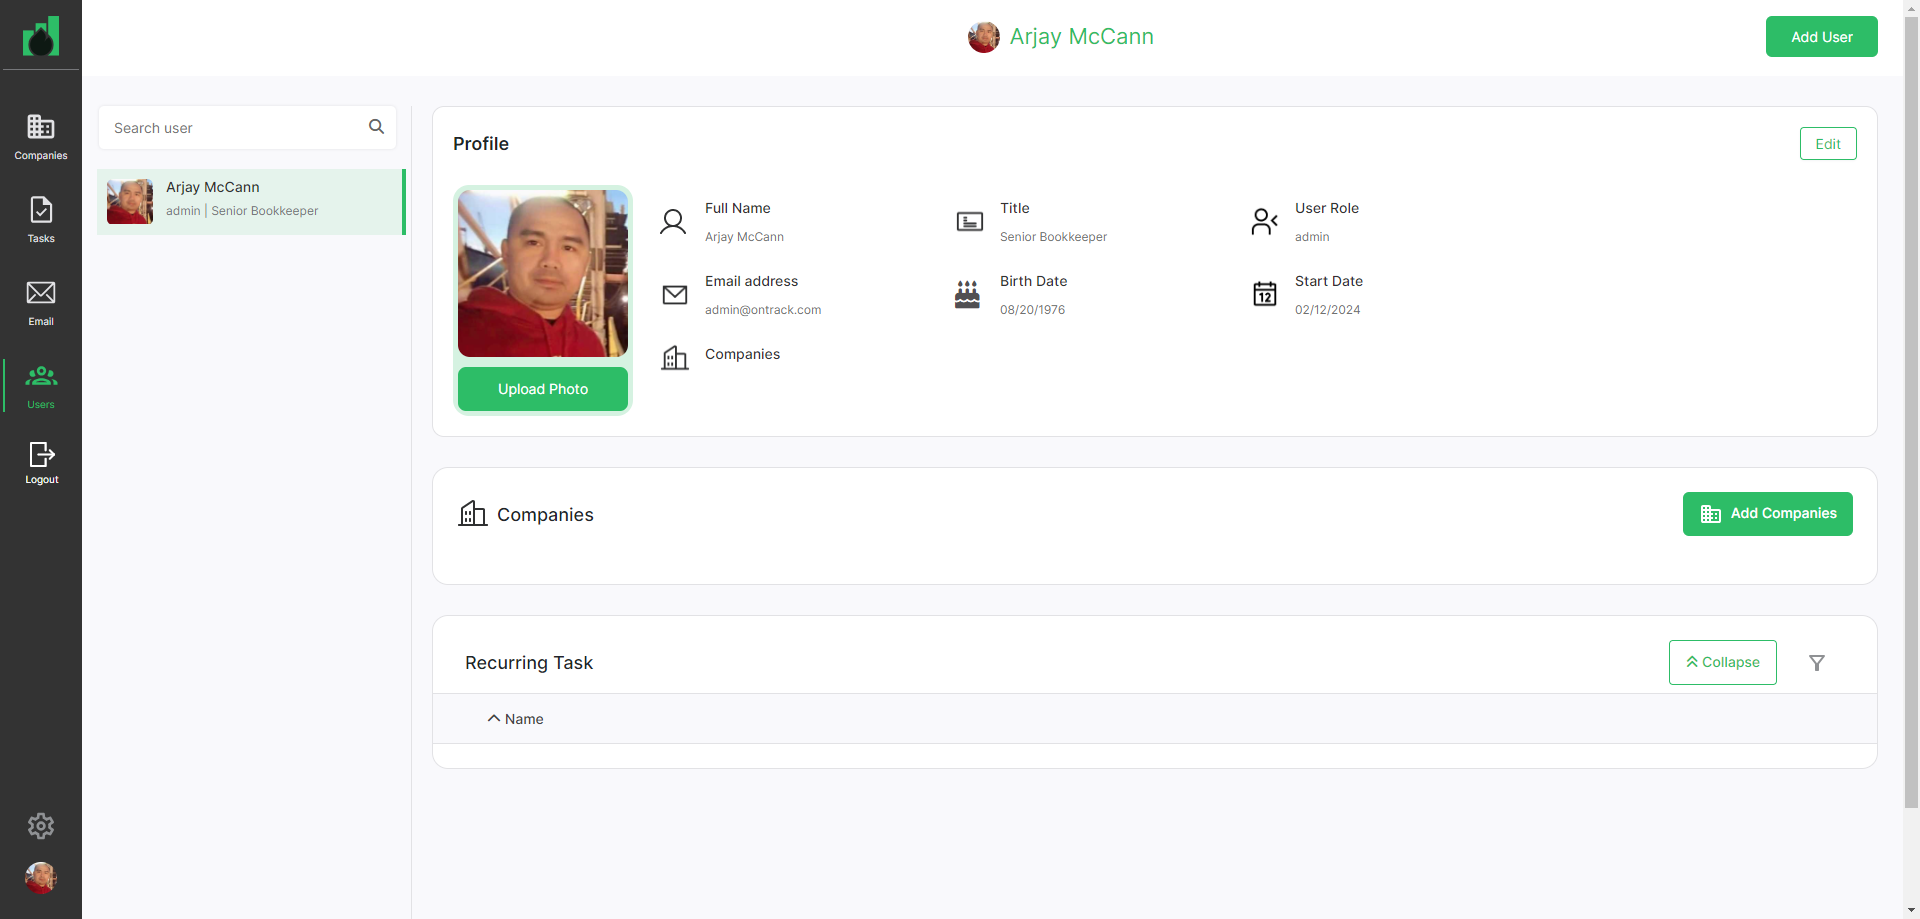 Arjay McCann
Add User
Companies
Tasks
Email
Users
Logout
Search user
Arjay McCann
admin | Senior Bookkeeper
Profile
Edit
Upload Photo
Full Name
Arjay McCann
Title
Senior Bookkeeper
User Role
admin
Email address
admin@ontrack.com
Birth Date
08/20/1976
Start Date
12
02/12/2024
Companies
Companies
Add Companies
Recurring Task
Collapse
Name